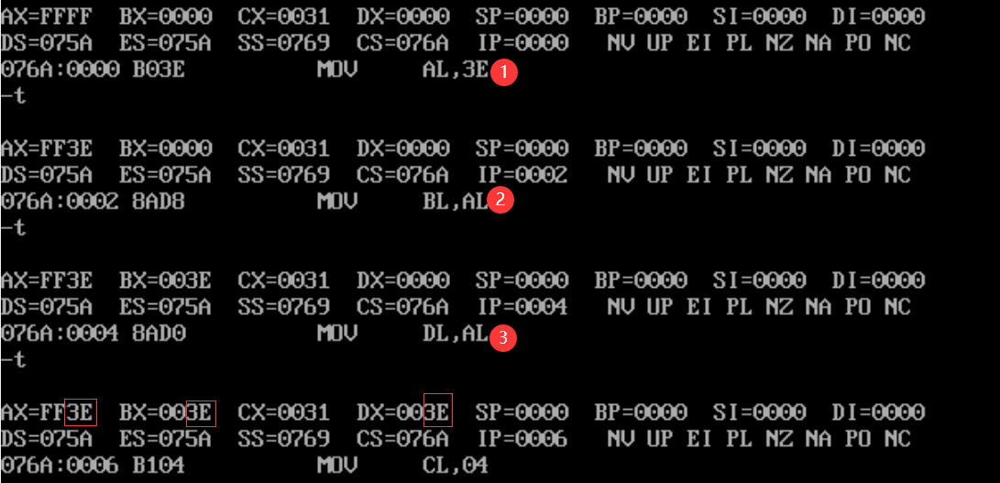 AX=FFFF BX=0000 CX=0031 DX=0000 SP=0000 BP=0000 SI=0000 DI=0000
DS=075A ES=075A SS=0769 CS=076A IP=0000 NV UP EI PL NZ NA PO NC
076A:0000 B03E MOV AL,3E 1
-t
AX=FF3E BX=0000 CX=0031 DX=0000 SP=0000 BP=0000 SI=0000 DI=0000
DS=075A ES=075A SS=0769 CS=076A IP=0002 NV UP EI PL NZ NA PO NC
076A:0002 8AD8 MOV BL,AL 2
-t
AX=FF3E BX=003E CX=0031 DX=0000 SP=0000 BP=0000 SI=0000 DI=0000
DS=075A ES=075A SS=0769 CS=076A IP=0004 NV UP EI PL NZ NA PO NC
076A:0004 8AD0 MOV DL,AL 3
-t
AX=FF3E BX=003E CX=0031 DX=003E SP=0000 BP=0000 SI=0000 DI=0000
DS=075A ES=075A SS=0769 CS=076A IP=0006 NV UP EI PL NZ NA PO NC
076A:0006 B104 MOV CL,04